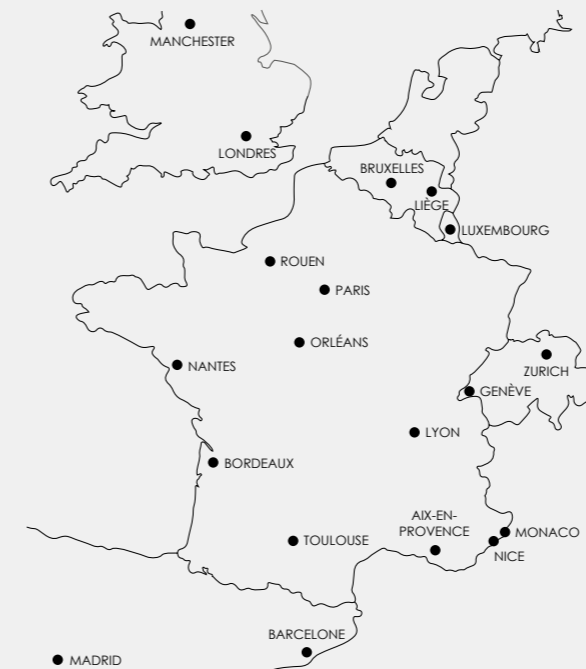 MANCHESTER
LONDRES
BRUXELLES
LIÈGE
LUXEMBOURG
ROUEN
PARIS
ORLÉANS
NANTES
ZURICH
GENÈVE
LYON
BORDEAUX
AIX-EN-
PROVENCE
MONACO
TOULOUSE
NICE
BARCELONE
MADRID